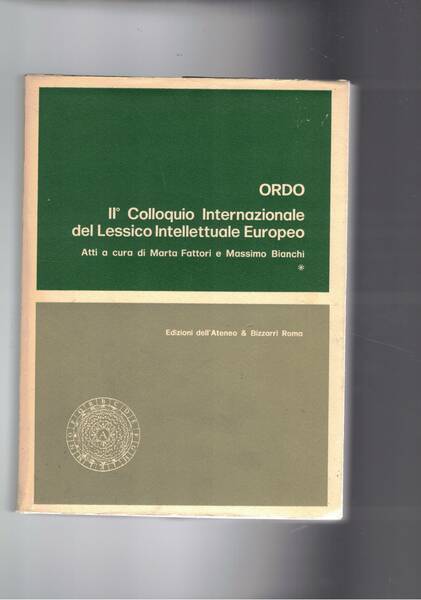 ORDO
II° Colloquio Internazionale
del Lessico Intellettuale Europeo
Atti a cura di Marta Fattori e Massimo Bianchi
*
Edizioni dell'Ateneo & Bizzarri Roma
A